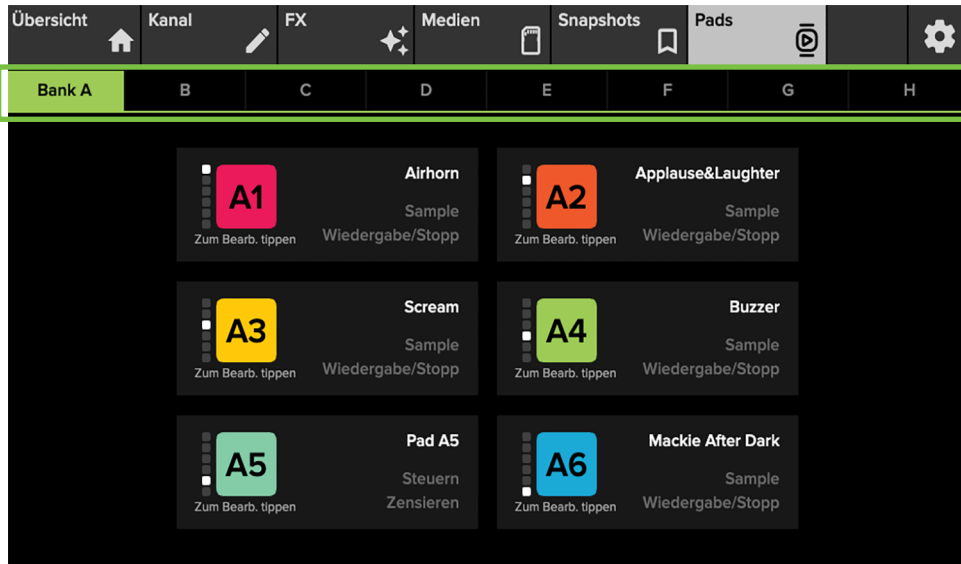 Übersicht Kanal FX Medien Snapshots Pads
Bank A B C D E F G H
A1 Airhorn
Sample
Zum Bearb. tippen Wiedergabe/Stopp
A2 Applause&Laughter
Sample
Zum Bearb. tippen Wiedergabe/Stopp
A3 Scream
Sample
Zum Bearb. tippen Wiedergabe/Stopp
A4 Buzzer
Sample
Zum Bearb. tippen Wiedergabe/Stopp
A5 Pad A5
Steuern
Zum Bearb. tippen Zensieren
A6 Mackie After Dark
Sample
Zum Bearb. tippen Wiedergabe/Stopp